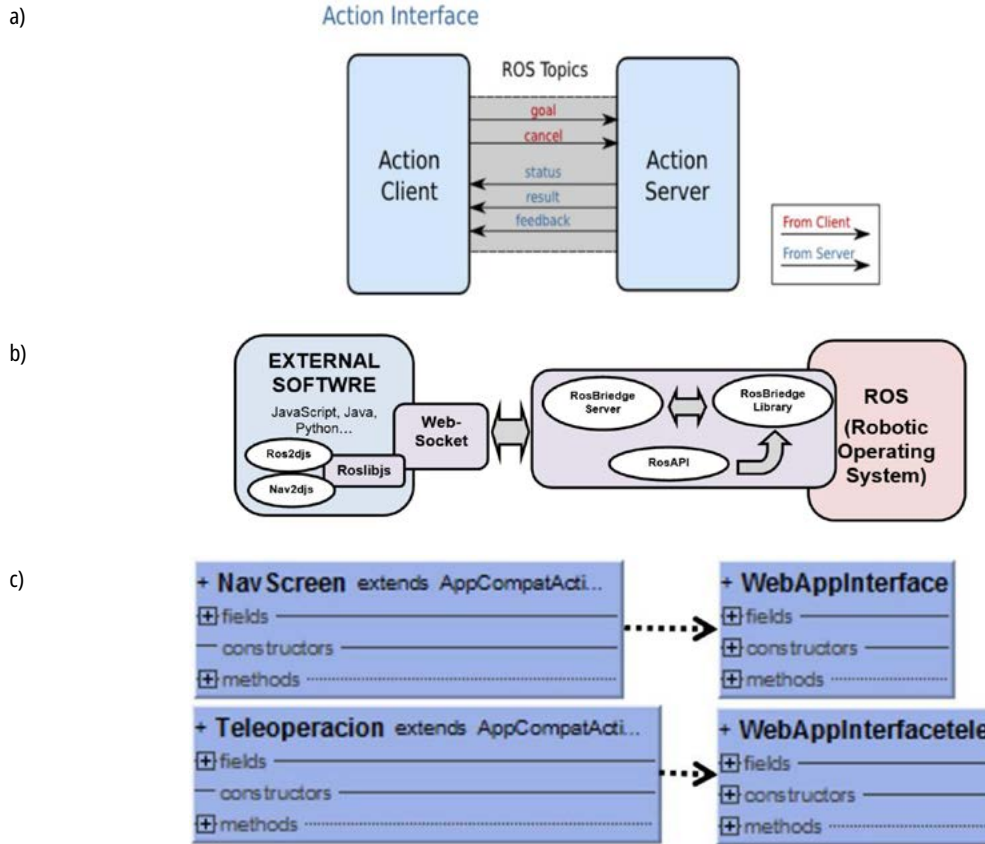 a)
Action Interface
ROS Topics
Action
Client
goal
cancel
status
result
feedback
Action
Server
From Client
From Server
b)
EXTERNAL
SOFTWRE
JavaScript, Java,
Python...
Ros2djs
Nav2djs
Roslibjs
Web-
Socket
RosBriedge
Server
RosBriedge
Library
RosAPI
ROS
(Robotic
Operating
System)
c)
+ NavScreen extends AppCompatActi...
+ fields
constructors
+ methods
+ WebAppInterface
+ fields
+ constructors
+ methods
+ Teleoperacion extends AppCompatActi...
+ fields
constructors
+ methods
+ WebAppInterfacetele
+ fields
+ constructors
+ methods